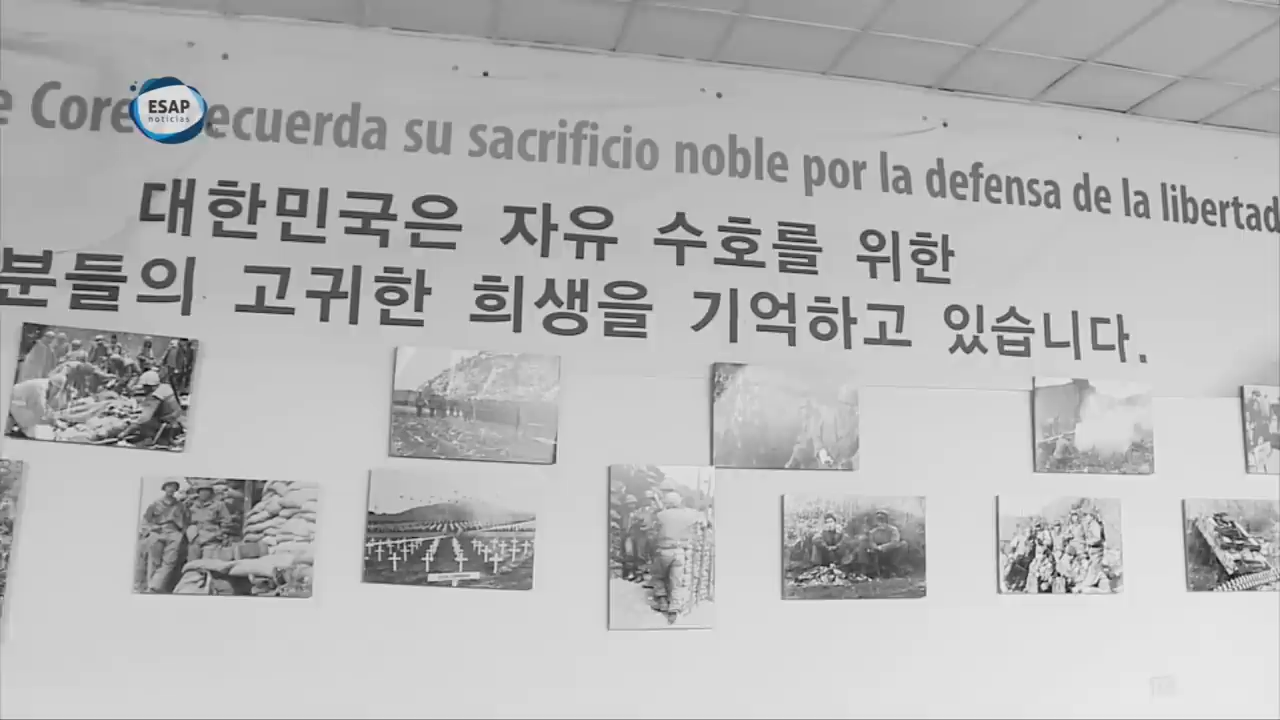 ESAP
noticias
e Core ecuerda su sacrificio noble por la defensa de la libertad
대한민국은 자유 수호를 위한
분들의 고귀한 희생을 기억하고 있습니다.